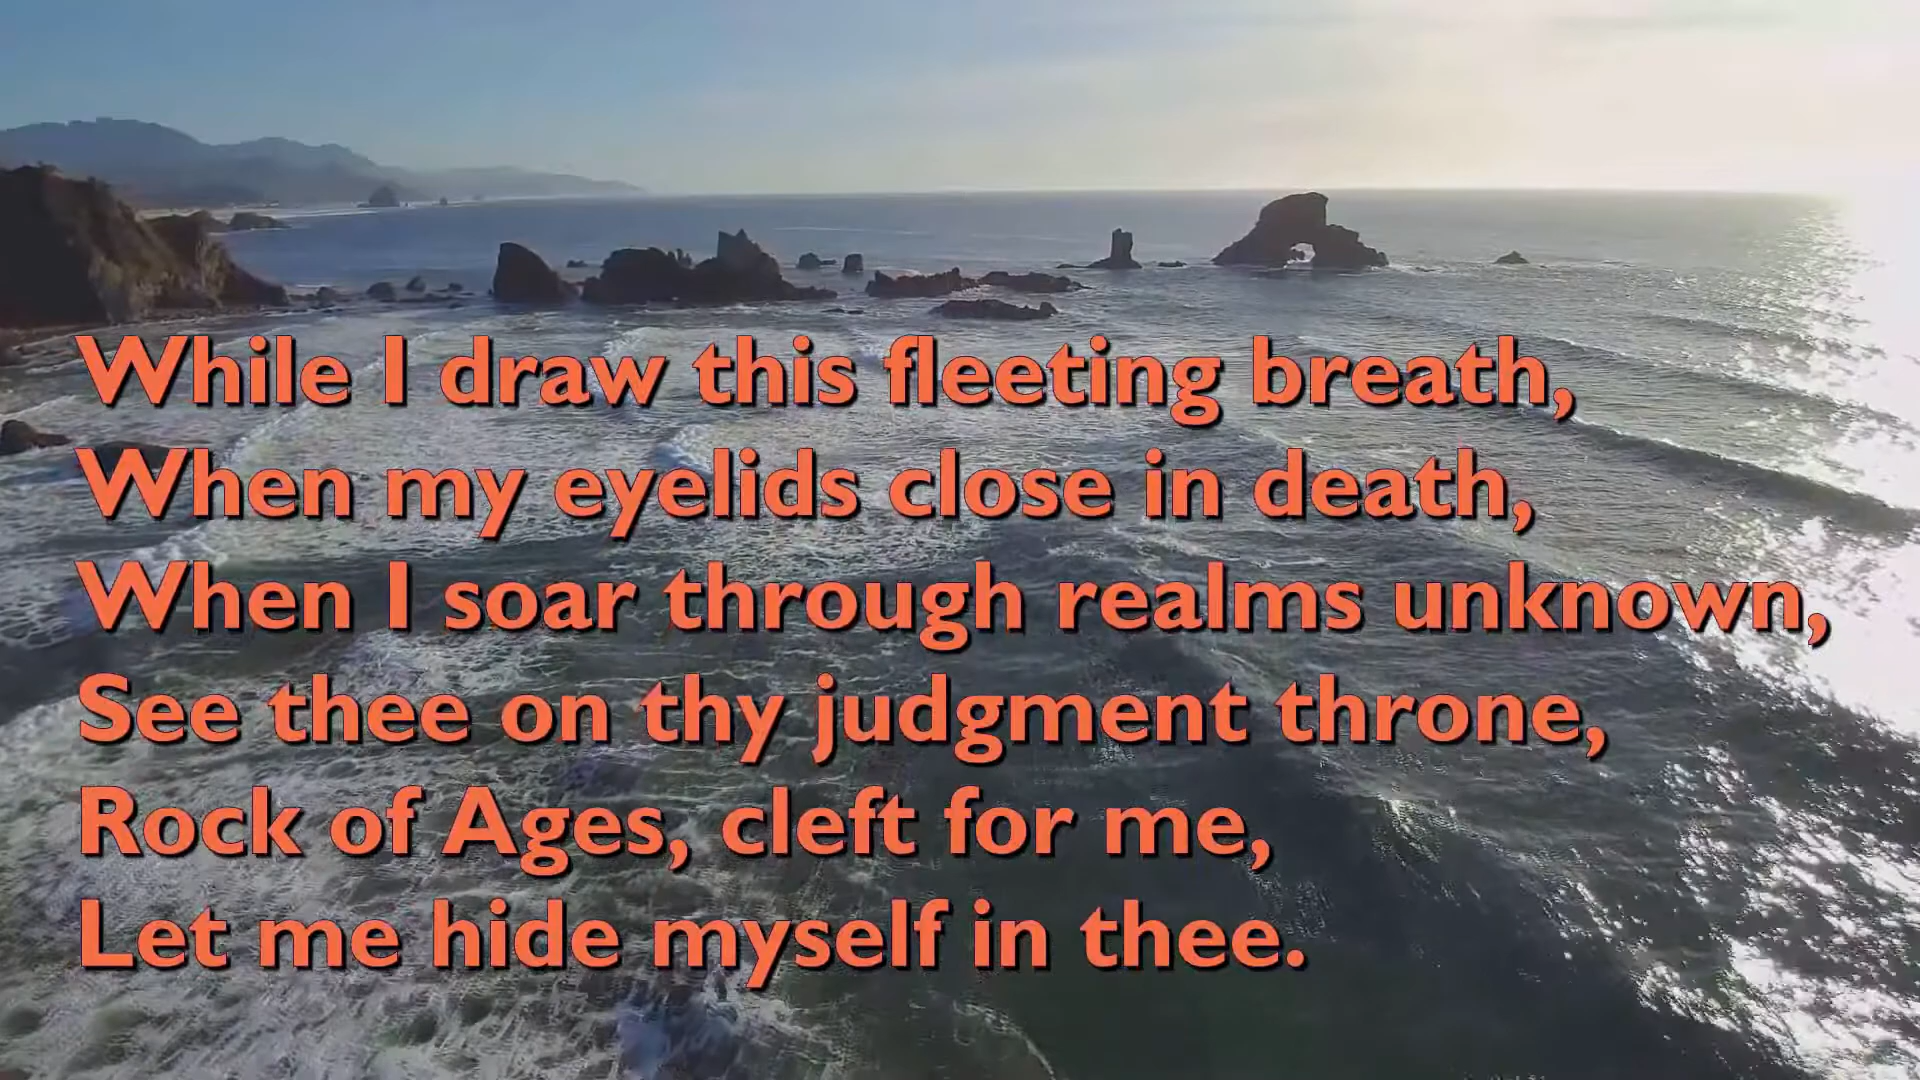 While I draw this fleeting breath,
When my eyelids close in death,
When I soar through realms unknown,
See thee on thy judgment throne,
Rock of Ages, cleft for me,
Let me hide myself in thee.